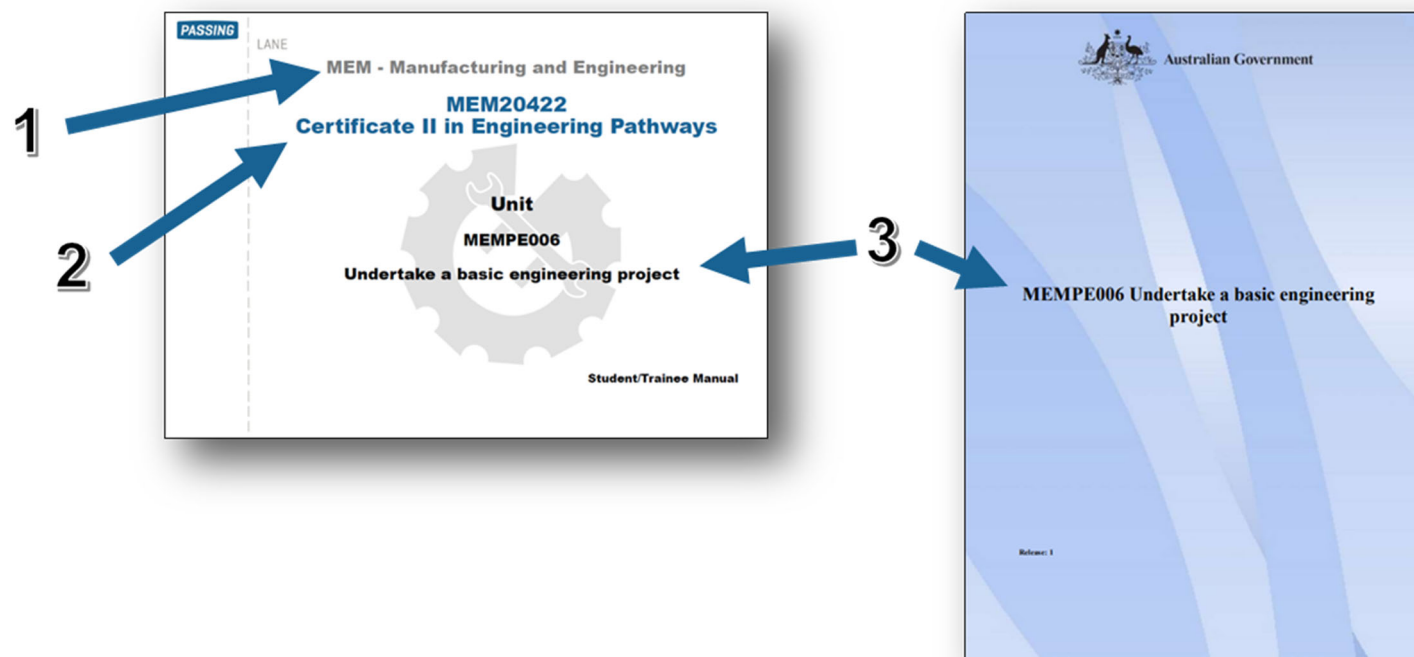 PASSING
LANE
MEM - Manufacturing and Engineering
MEM20422
Certificate II in Engineering Pathways
Unit
MEMPE006
Undertake a basic engineering project
Student/Trainee Manual
1
2
3
Australian Government
MEMPE006 Undertake a basic engineering
project
Release: 1